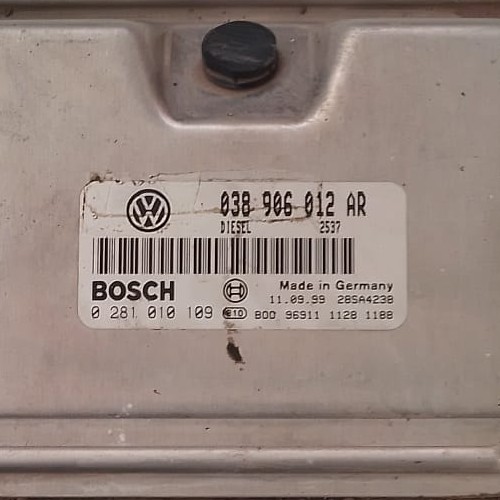 038 906 012 AR
DIESEL 2537
BOSCH Made in Germany
11.09.99 28SA4238
0 281 010 109 e10 800 96911 1128 1188